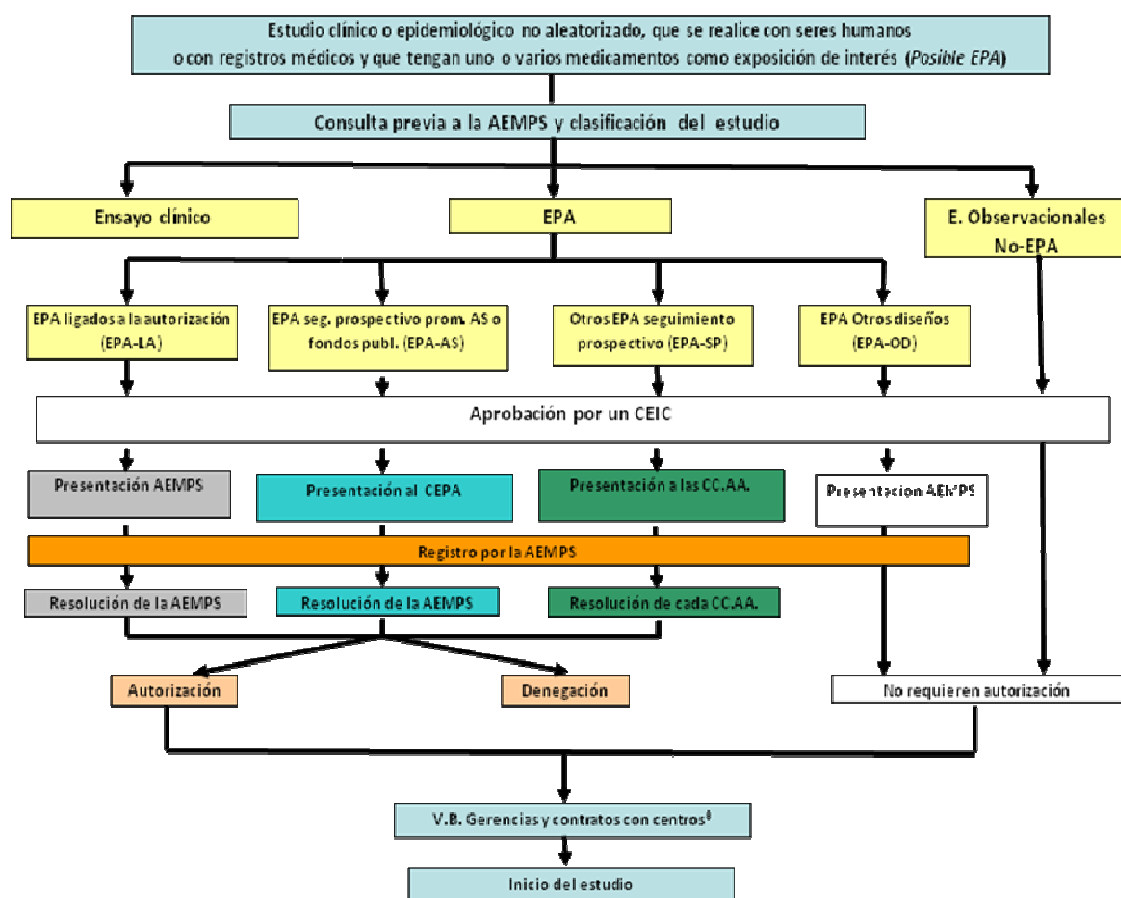 Estudio clínico o epidemiológico no aleatorizado, que se realice con seres humanos
o con registros médicos y que tengan uno o varios medicamentos como exposición de interés (Posible EPA)
Consulta previa a la AEMPS y clasificación del estudio
Ensayo clínico
EPA
E. Observacionales
No-EPA
EPA ligados a la autorización
(EPA-LA)
EPA seg. prospectivo prom. AS o
fondos publ. (EPA-AS)
Otros EPA seguimiento
prospectivo (EPA-SP)
EPA Otros diseños
(EPA-OD)
Aprobación por un CEIC
Presentación AEMPS
Presentación al CEPA
Presentación a las CC.AA.
Presentacion AEMPS
Registro por la AEMPS
Resolución de la AEMPS
Resolución de la AEMPS
Resolución de cada CC.AA.
Autorización
Denegación
No requieren autorización
V.B. Gerencias y contratos con centros
Inicio del estudio